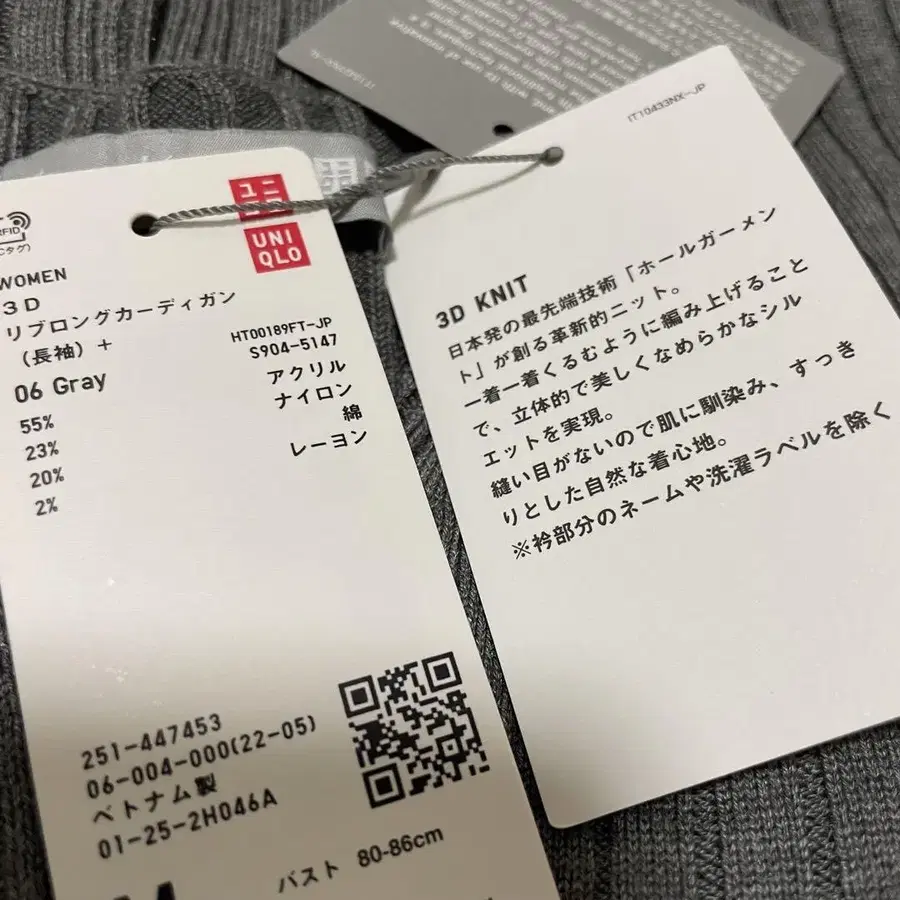 ユニ
クロ
UNI
QLO
RFID
WOMEN
3D
リブロングカーディガン
(長袖)+
HT00189FT-JP
S904-5147
06 Gray
55% アクリル
23% ナイロン
20% 綿
2% レーヨン
251-447453
06-004-000(22-05)
ベトナム製
01-25-2H046A
バスト 80-86cm
IT10433NX-JP
3D KNIT
日本発の最先端技術「ホールガーメン
ト」が創る革新的ニット。
一着一着くるむように編み上げること
で、立体的で美しくなめらかなシル
エットを実現。
縫い目がないので肌に馴染み、すっき
りとした自然な着心地。
※衿部分のネームや洗濯ラベルを除く